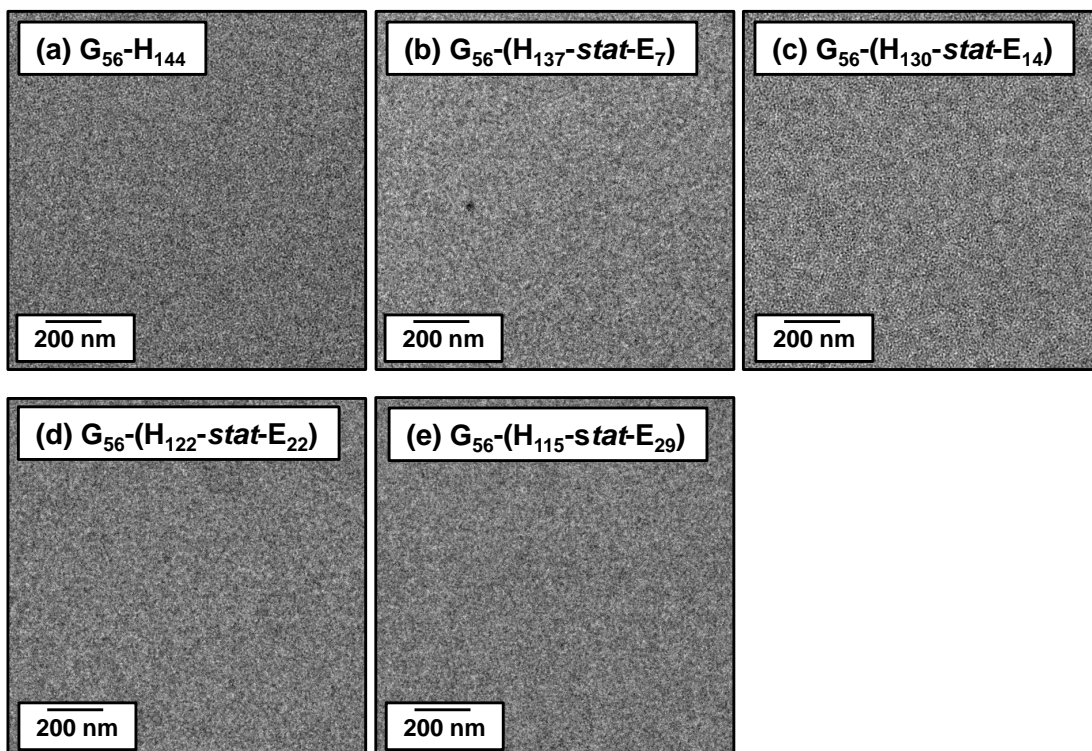 (a) G₅₆-H₁₄₄
(b) G₅₆-(H₁₃₇-stat-E₇)
(c) G₅₆-(H₁₃₀-stat-E₁₄)
200 nm
200 nm
200 nm
(d) G₅₆-(H₁₂₂-stat-E₂₂)
(e) G₅₆-(H₁₁₅-stat-E₂₉)
200 nm
200 nm